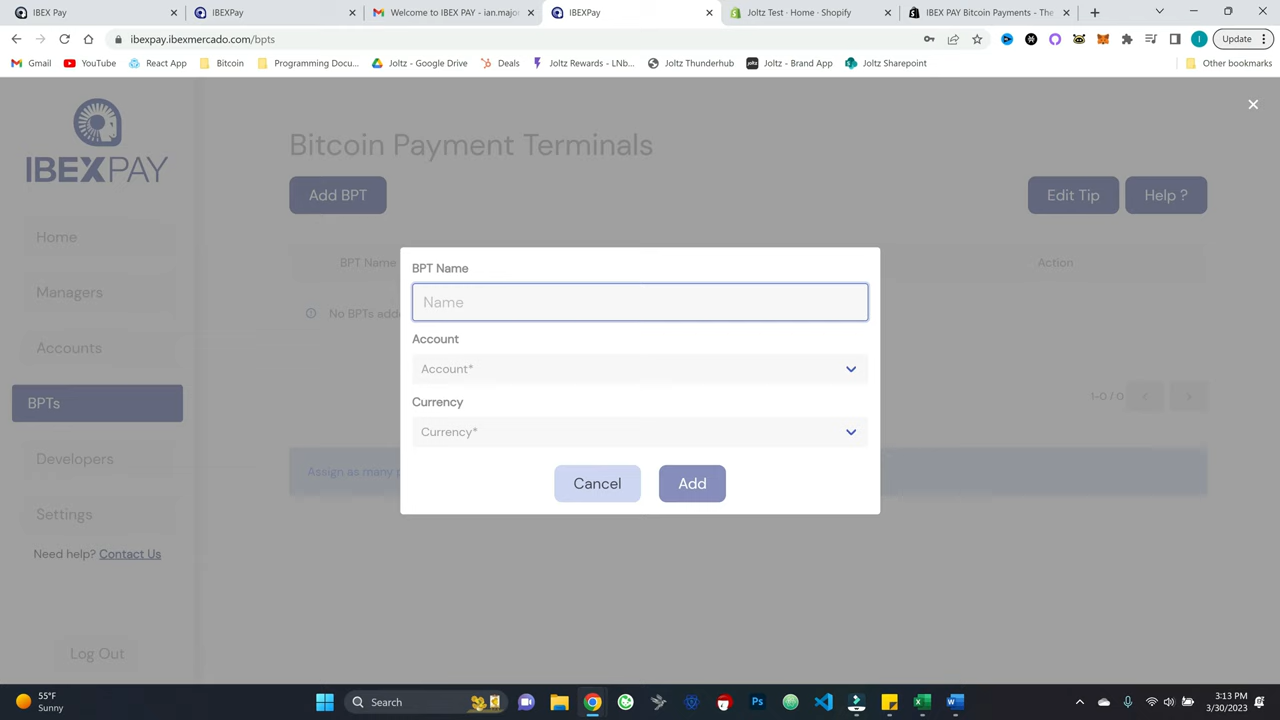 IBEX Pay
IBEXPay
Welcome to IBEX PAY - ian.major
IBEXPay
Joltz Test · Home · Shopify
IBEX PAY Bitcoin Payments - The
ibexpay.ibexmercado.com/bpts
Update
Gmail
YouTube
React App
Bitcoin
Programming Docu...
Joltz - Google Drive
Deals
Joltz Rewards - LNb...
Joltz Thunderhub
Joltz - Brand App
Joltz Sharepoint
Other bookmarks
IBEXPAY
Home
Managers
Accounts
BPTs
Developers
Settings
Need help? Contact Us
Log Out
Bitcoin Payment Terminals
Add BPT
Edit Tip
Help ?
BPT Name
Action
No BPTs adde
1-0 / 0
<
>
Assign as many p
BPT Name
Name
Account
Account*
Currency
Currency*
Cancel
Add
55°F
Sunny
Search
Ps
3:13 PM
3/30/2023